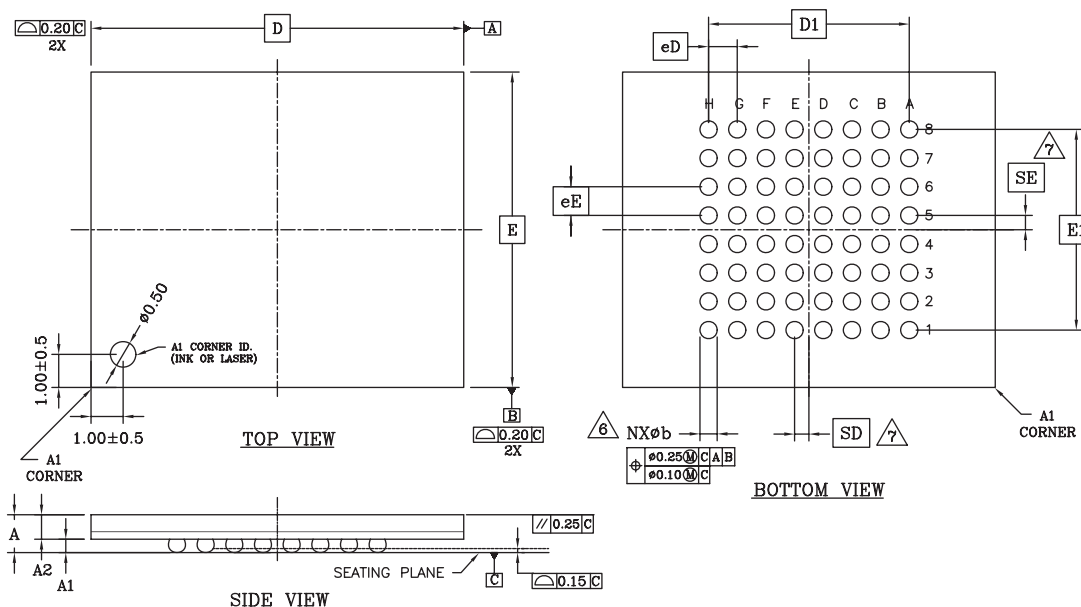 ⌓ 0.20 C
2X
D
A
E
ø0.50
A1 CORNER ID.
(INK OR LASER)
1.00±0.5
1.00±0.5
A1
CORNER
TOP VIEW
B
⌓ 0.20 C
2X
D1
eD
H G F E D C B A
8
7
6
5
4
3
2
1
eE
SE
7
E1
6
NXøb
⌖ ø0.25Ⓜ C A B
ø0.10Ⓜ C
SD
7
A1
CORNER
BOTTOM VIEW
A
A2
A1
// 0.25 C
SEATING PLANE
C
⌓ 0.15 C
SIDE VIEW